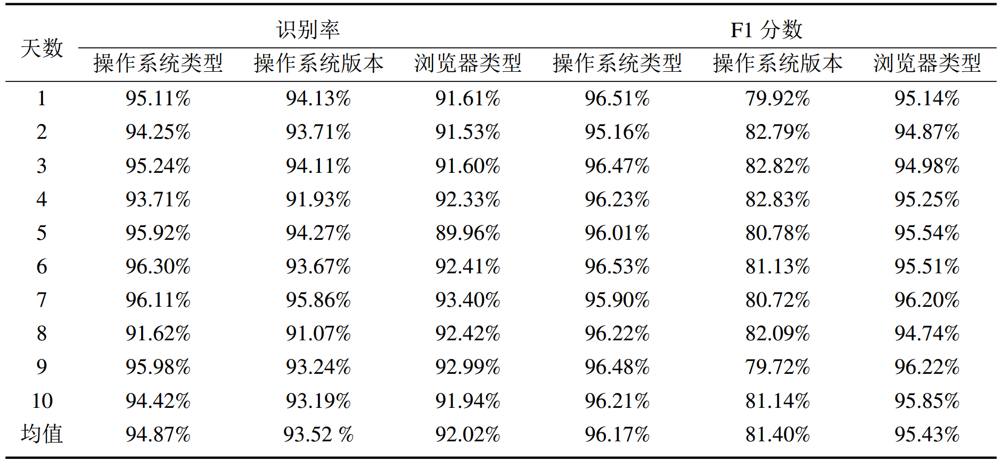 识别率 F1 分数
天数
操作系统类型 操作系统版本 浏览器类型 操作系统类型 操作系统版本 浏览器类型
1 95.11% 94.13% 91.61% 96.51% 79.92% 95.14%
2 94.25% 93.71% 91.53% 95.16% 82.79% 94.87%
3 95.24% 94.11% 91.60% 96.47% 82.82% 94.98%
4 93.71% 91.93% 92.33% 96.23% 82.83% 95.25%
5 95.92% 94.27% 89.96% 96.01% 80.78% 95.54%
6 96.30% 93.67% 92.41% 96.53% 81.13% 95.51%
7 96.11% 95.86% 93.40% 95.90% 80.72% 96.20%
8 91.62% 91.07% 92.42% 96.22% 82.09% 94.74%
9 95.98% 93.24% 92.99% 96.48% 79.72% 96.22%
10 94.42% 93.19% 91.94% 96.21% 81.14% 95.85%
均值 94.87% 93.52 % 92.02% 96.17% 81.40% 95.43%